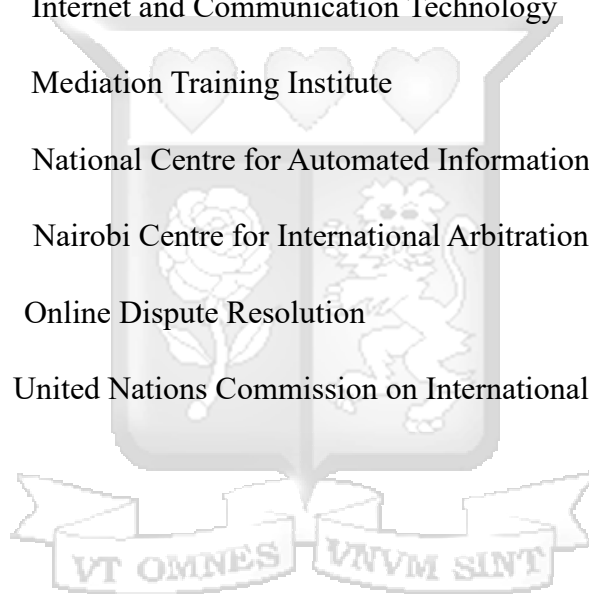 Internet and Communication Technology
Mediation Training Institute
National Centre for Automated Information
Nairobi Centre for International Arbitration
Online Dispute Resolution
United Nations Commission on International
VT OMNES VNVM SINT